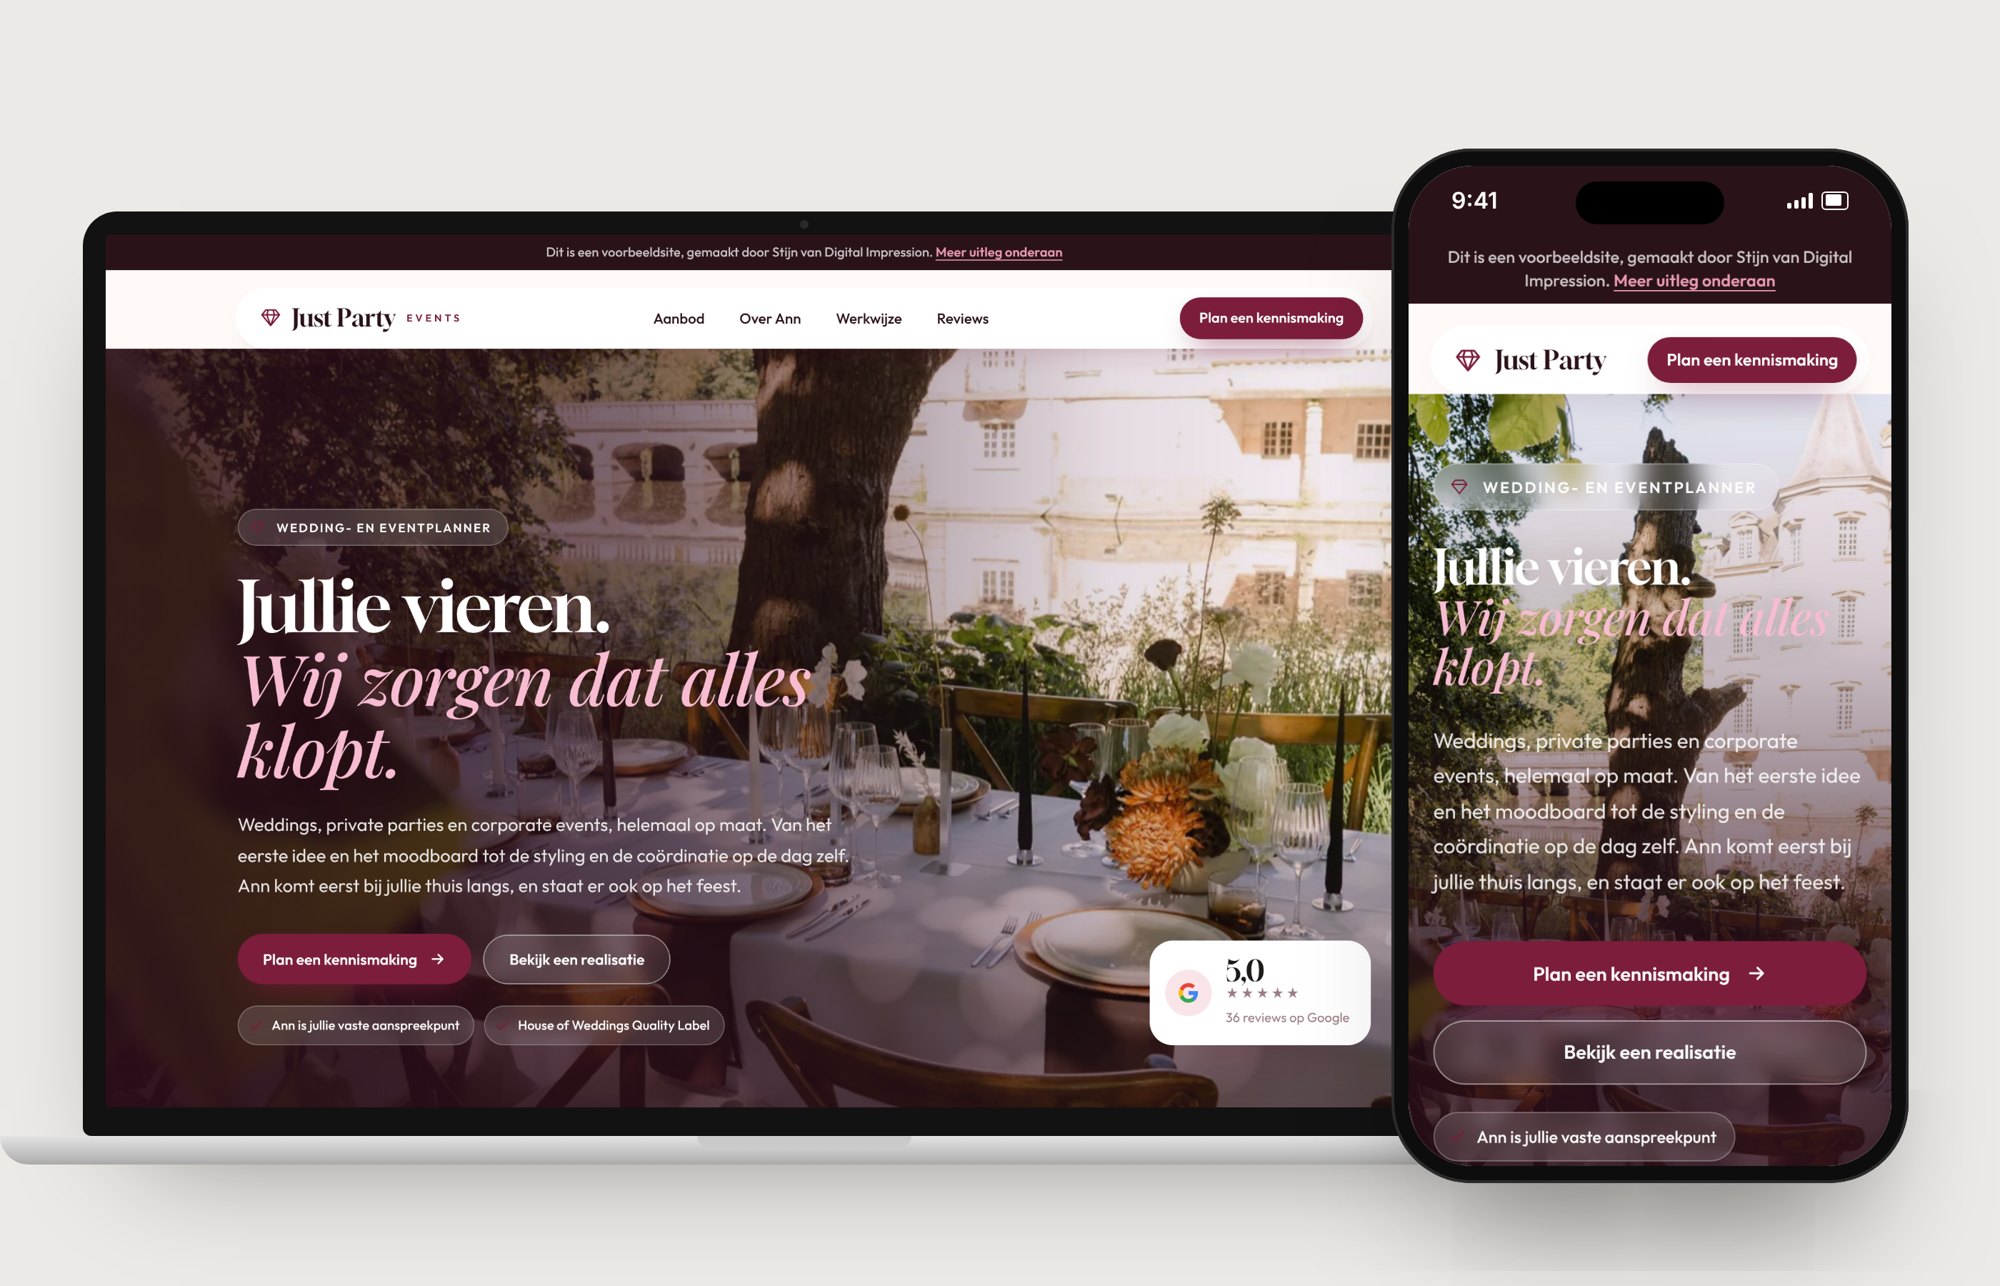 Dit is een voorbeeldsite, gemaakt door Stijn van Digital Impression. Meer uitleg onderaan
Just Party EVENTS
Aanbod
Over Ann
Werkwijze
Reviews
Plan een kennismaking
WEDDING- EN EVENTPLANNER
Jullie vieren.
Wij zorgen dat alles
klopt.
Weddings, private parties en corporate events, helemaal op maat. Van het
eerste idee en het moodboard tot de styling en de coördinatie op de dag zelf.
Ann komt eerst bij jullie thuis langs, en staat er ook op het feest.
Plan een kennismaking →
Bekijk een realisatie
Ann is jullie vaste aanspreekpunt
House of Weddings Quality Label
5,0
★★★★★
36 reviews op Google
9:41
Dit is een voorbeeldsite, gemaakt door Stijn van Digital
Impression. Meer uitleg onderaan
Just Party
Plan een kennismaking
WEDDING- EN EVENTPLANNER
Jullie vieren.
Wij zorgen dat alles
klopt.
Weddings, private parties en corporate
events, helemaal op maat. Van het eerste idee
en het moodboard tot de styling en de
coördinatie op de dag zelf. Ann komt eerst bij
jullie thuis langs, en staat er ook op het feest.
Plan een kennismaking →
Bekijk een realisatie
Ann is jullie vaste aanspreekpunt